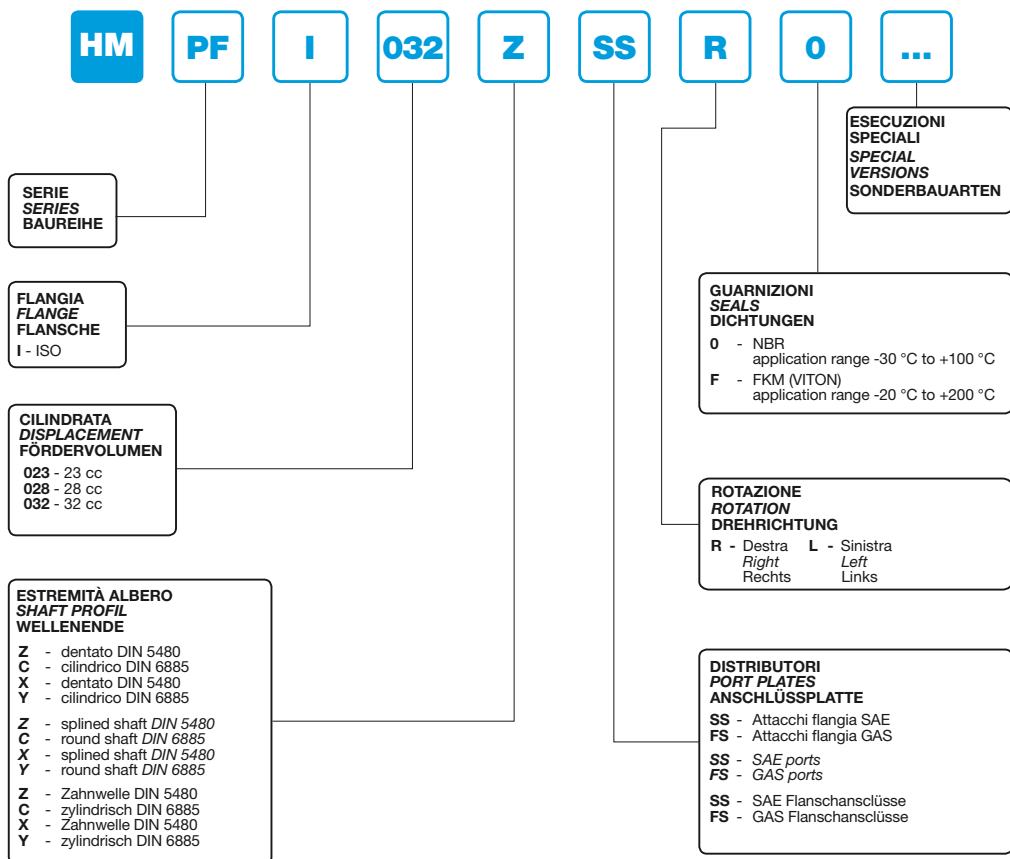 HM PF I 032 Z SS R 0 ...
ESECUZIONI
SPECIALI
SPECIAL
VERSIONS
SONDERBAUARTEN
SERIE
SERIES
BAUREIHE
FLANGIA
FLANGE
FLANSCHE
I - ISO
GUARNIZIONI
SEALS
DICHTUNGEN
0 - NBR
application range -30 °C to +100 °C
F - FKM (VITON)
application range -20 °C to +200 °C
CILINDRATA
DISPLACEMENT
FÖRDERVOLUMEN
023 - 23 cc
028 - 28 cc
032 - 32 cc
ROTAZIONE
ROTATION
DREHRICHTUNG
R - Destra L - Sinistra
Right Left
Rechts Links
ESTREMITÀ ALBERO
SHAFT PROFIL
WELLENENDE
Z - dentato DIN 5480
C - cilindrico DIN 6885
X - dentato DIN 5480
Y - cilindrico DIN 6885
Z - splined shaft DIN 5480
C - round shaft DIN 6885
X - splined shaft DIN 5480
Y - round shaft DIN 6885
Z - Zahnwelle DIN 5480
C - zylindrisch DIN 6885
X - Zahnwelle DIN 5480
Y - zylindrisch DIN 6885
DISTRIBUTORI
PORT PLATES
ANSCHLÜSSPLATTE
SS - Attacchi flangia SAE
FS - Attacchi flangia GAS
SS - SAE ports
FS - GAS ports
SS - SAE Flanschansclüsse
FS - GAS Flanschansclüsse